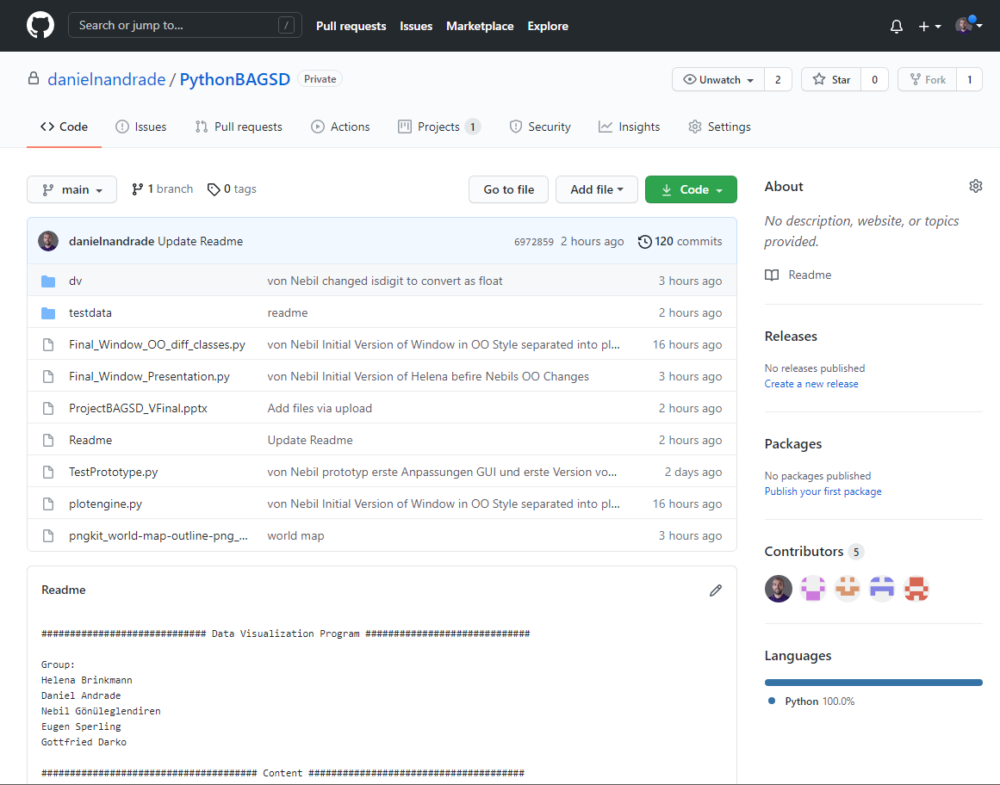 Search or jump to... /
Pull requests Issues Marketplace Explore
danielnandrade / PythonBAGSD Private
Unwatch 2 Star 0 Fork 1
Code Issues Pull requests Actions Projects 1 Security Insights Settings
main 1 branch 0 tags Go to file Add file Code
danielnandrade Update Readme 6972859 2 hours ago 120 commits
dv von Nebil changed isdigit to convert as float 3 hours ago
testdata readme 2 hours ago
Final_Window_OO_diff_classes.py von Nebil Initial Version of Window in OO Style separated into pl... 16 hours ago
Final_Window_Presentation.py von Nebil Initial Version of Helena befire Nebils OO Changes 3 hours ago
ProjectBAGSD_VFinal.pptx Add files via upload 2 hours ago
Readme Update Readme 2 hours ago
TestPrototype.py von Nebil prototyp erste Anpassungen GUI und erste Version vo... 2 days ago
plotengine.py von Nebil Initial Version of Window in OO Style separated into pl... 16 hours ago
pngkit_world-map-outline-png_... world map 3 hours ago
Readme
############################# Data Visualization Program #############################
Group:
Helena Brinkmann
Daniel Andrade
Nebil Gönüleglendiren
Eugen Sperling
Gottfried Darko
###################################### Content ######################################
About
No description, website, or topics
provided.
Readme
Releases
No releases published
Create a new release
Packages
No packages published
Publish your first package
Contributors 5
Languages
Python 100.0%